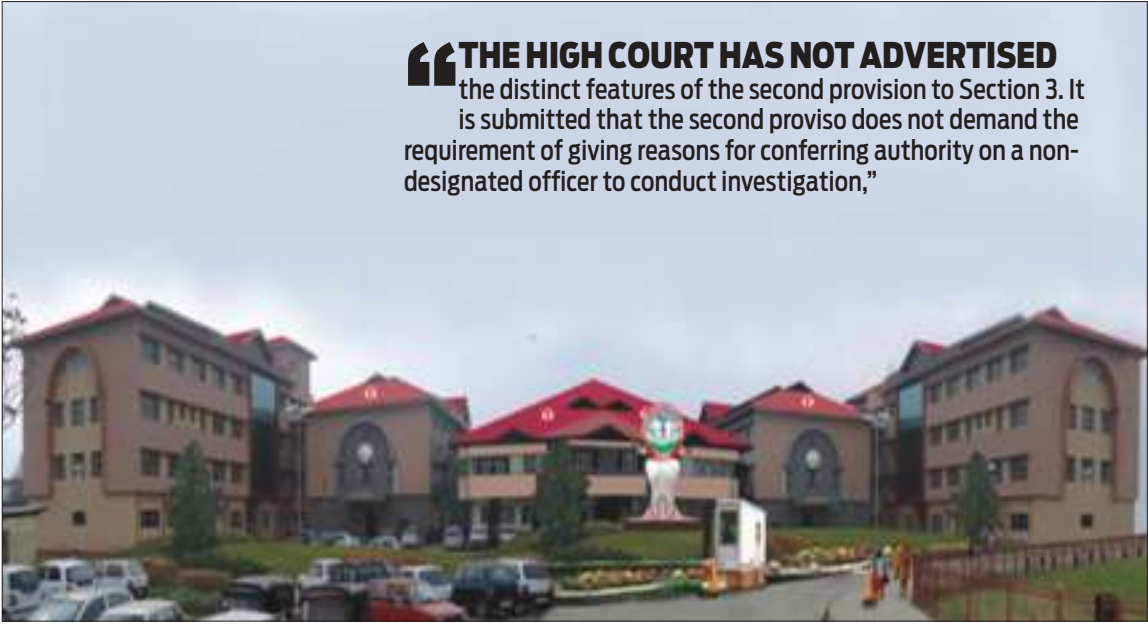 “THE HIGH COURT HAS NOT ADVERTISED
the distinct features of the second provision to Section 3. It
is submitted that the second proviso does not demand the
requirement of giving reasons for conferring authority on a non-
designated officer to conduct investigation,”